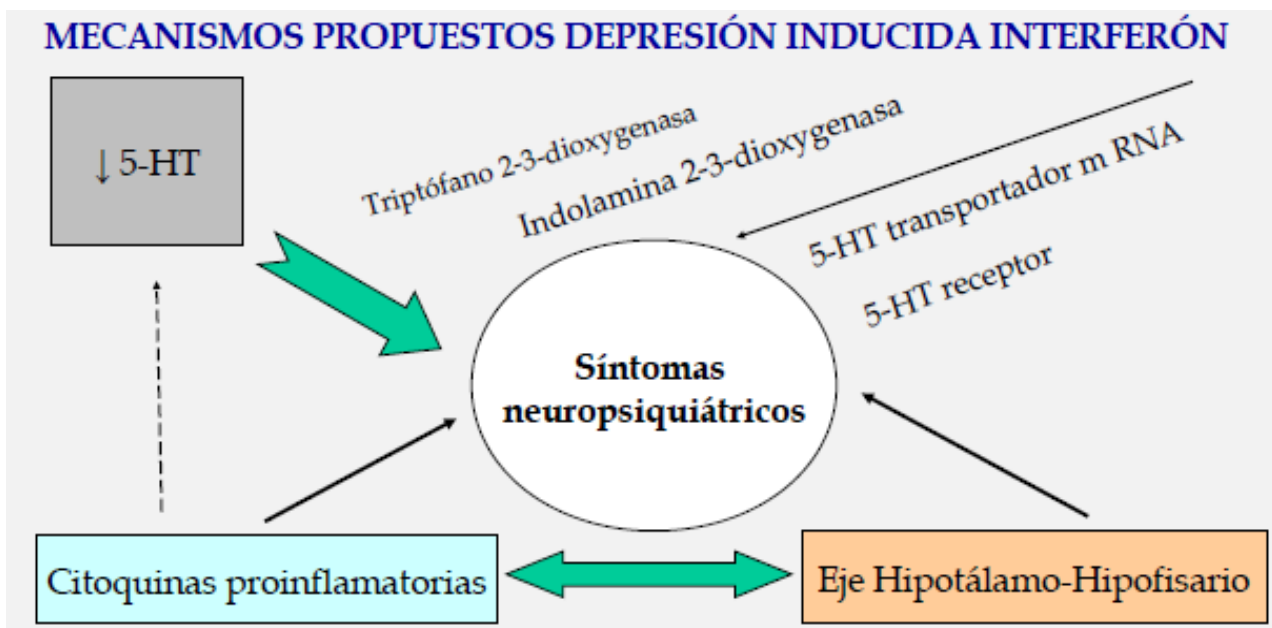 MECANISMOS PROPUESTOS DEPRESIÓN INDUCIDA INTERFERÓN
↓ 5-HT
Triptófano 2-3-dioxygenasa
Indolamina 2-3-dioxygenasa
5-HT transportador m RNA
5-HT receptor
Síntomas
neuropsiquiátricos
Citoquinas proinflamatorias
Eje Hipotálamo-Hipofisario